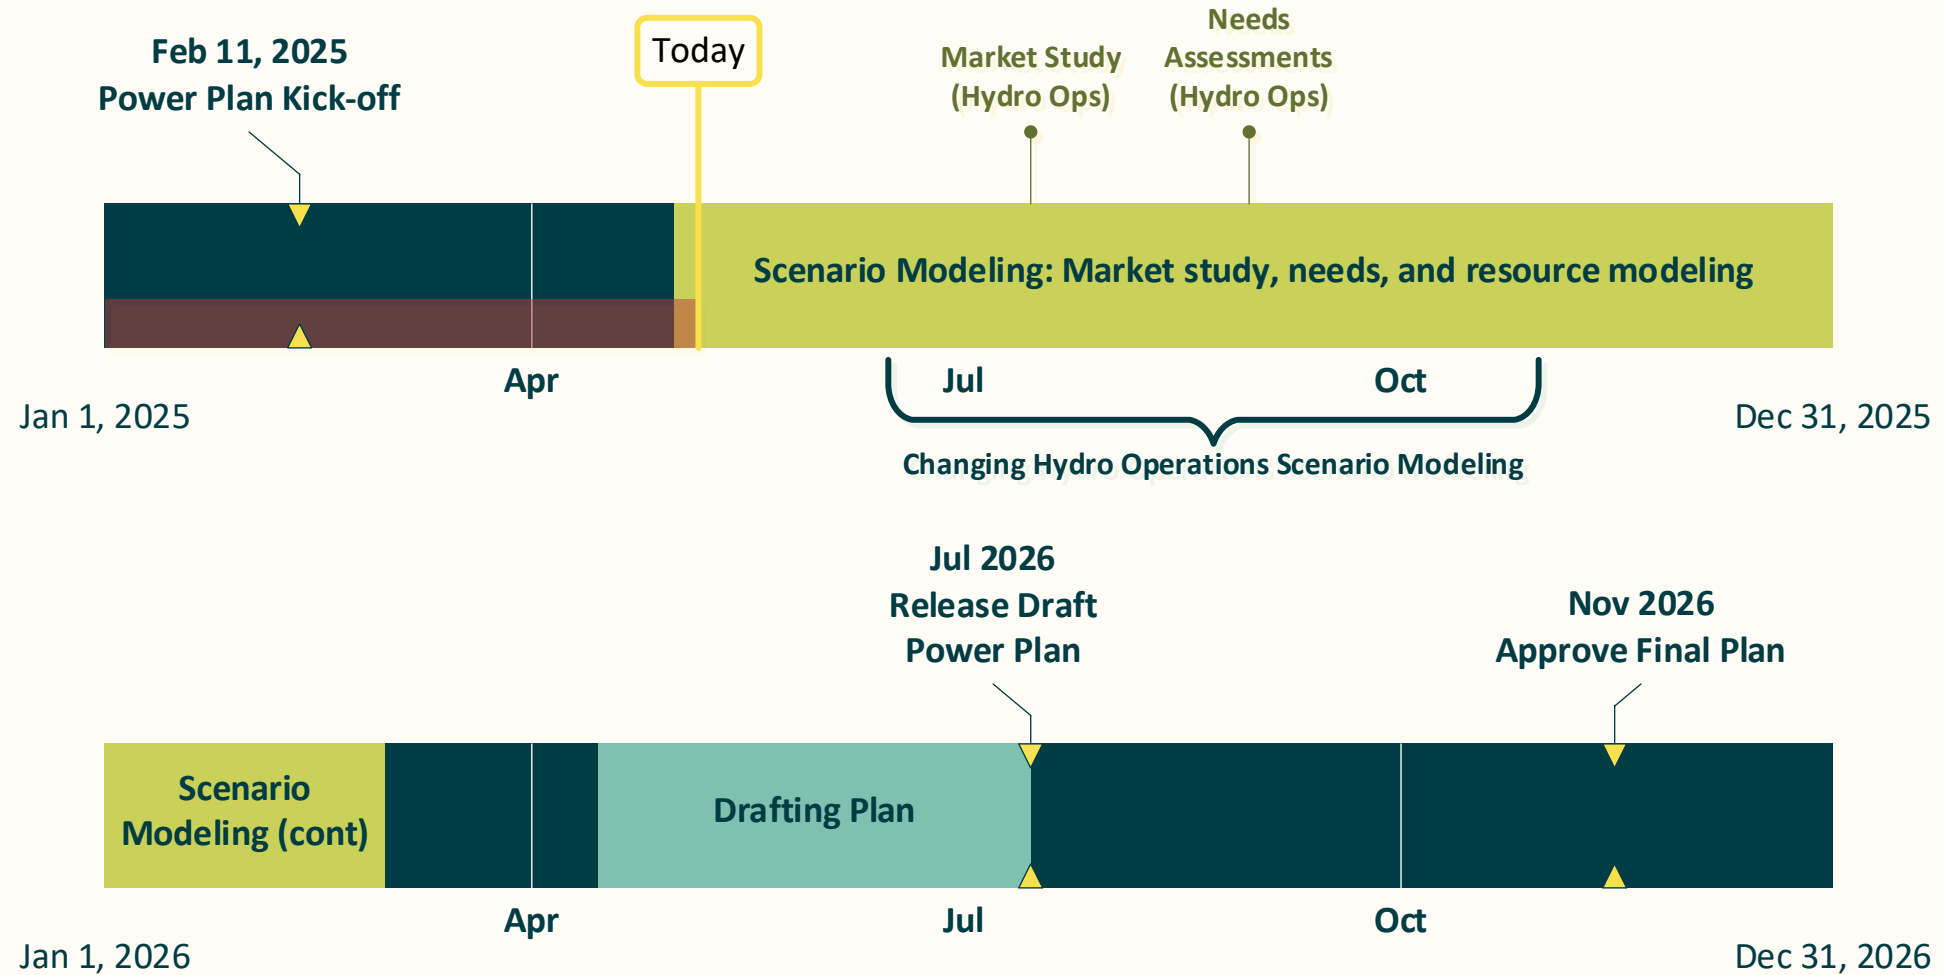 Feb 11, 2025
Power Plan Kick-off
Today
Market Study
(Hydro Ops)
Needs
Assessments
(Hydro Ops)
Scenario Modeling: Market study, needs, and resource modeling
Apr
Jul
Oct
Jan 1, 2025
Dec 31, 2025
Changing Hydro Operations Scenario Modeling
Jul 2026
Release Draft
Power Plan
Nov 2026
Approve Final Plan
Scenario
Modeling (cont)
Drafting Plan
Apr
Jul
Oct
Jan 1, 2026
Dec 31, 2026